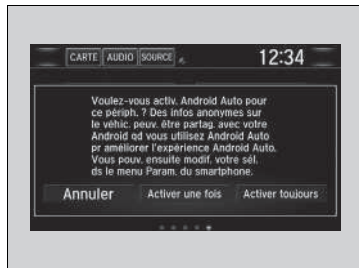 CARTE AUDIO SOURCE 12:34
Voulez-vous activ. Android Auto pour
ce périph. ? Des infos anonymes sur
le véhic. peuv. être partag. avec votre
Android qd vous utilisez Android Auto
pr améliorer l'expérience Android Auto.
Vous pouv. ensuite modif. votre sél.
ds le menu Param. du smartphone.
Annuler Activer une fois Activer toujours